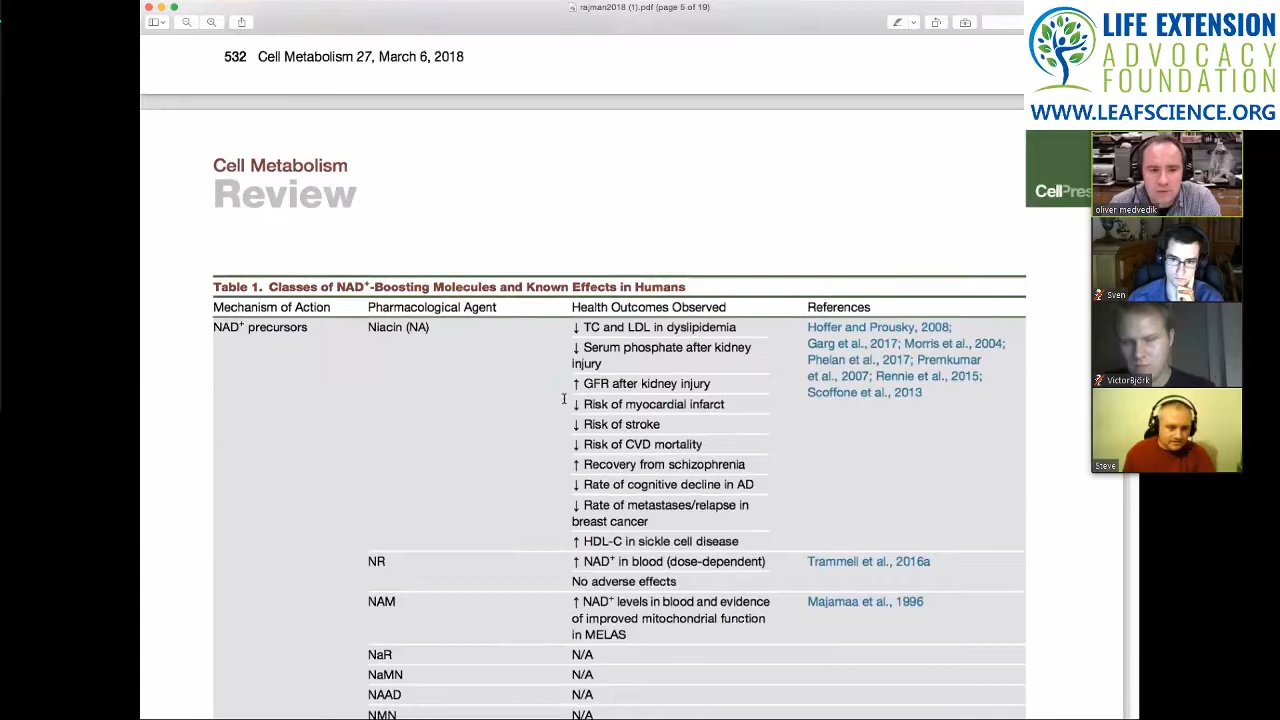 rajman2018 (1).pdf (page 5 of 19)
LIFE EXTENSION
ADVOCACY
FOUNDATION
WWW.LEAFSCIENCE.ORG
532 Cell Metabolism 27, March 6, 2018
Cell Metabolism
Review
CellPres
oliver medvedik
Sven
VictorBjörk
Steve
Table 1. Classes of NAD+-Boosting Molecules and Known Effects in Humans
Mechanism of Action Pharmacological Agent Health Outcomes Observed References
NAD+ precursors Niacin (NA) ↓ TC and LDL in dyslipidemia Hoffer and Prousky, 2008;
↓ Serum phosphate after kidney Garg et al., 2017; Morris et al., 2004;
injury Phelan et al., 2017; Premkumar
↑ GFR after kidney injury et al., 2007; Rennie et al., 2015;
↓ Risk of myocardial infarct Scoffone et al., 2013
↓ Risk of stroke
↓ Risk of CVD mortality
↑ Recovery from schizophrenia
↓ Rate of cognitive decline in AD
↓ Rate of metastases/relapse in
breast cancer
↑ HDL-C in sickle cell disease
NR ↑ NAD+ in blood (dose-dependent) Trammell et al., 2016a
No adverse effects
NAM ↑ NAD+ levels in blood and evidence Majamaa et al., 1996
of improved mitochondrial function
in MELAS
NaR N/A
NaMN N/A
NAAD N/A
NMN N/A